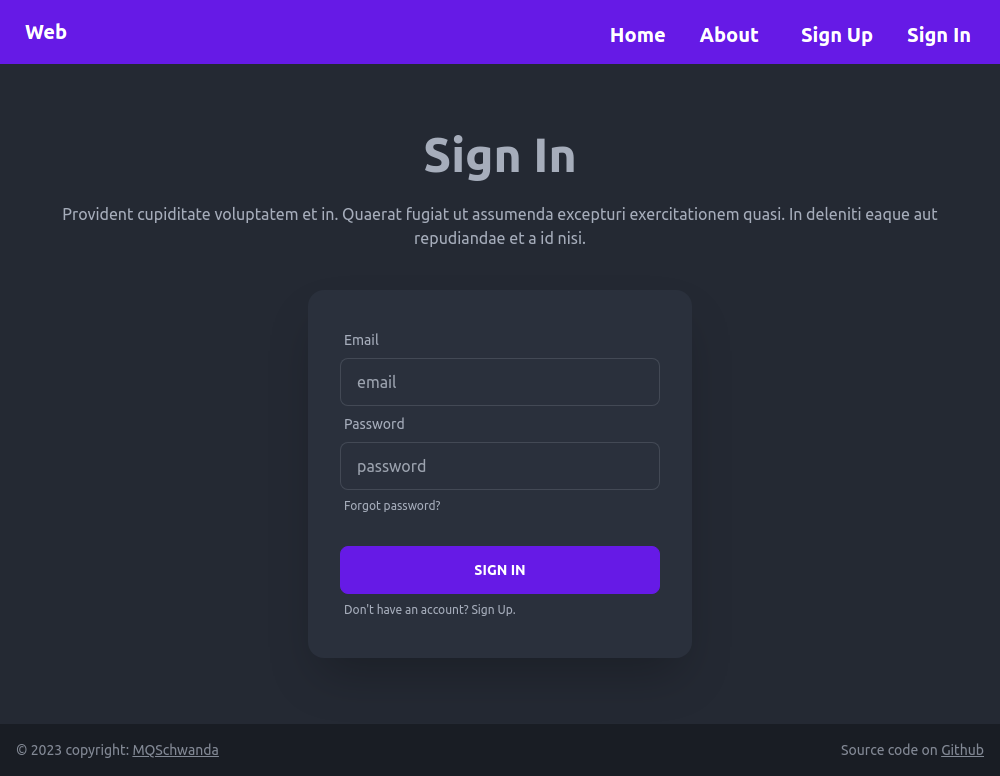 Web
Home About Sign Up Sign In
Sign In
Provident cupiditate voluptatem et in. Quaerat fugiat ut assumenda excepturi exercitationem quasi. In deleniti eaque aut
repudiandae et a id nisi.
Email
email
Password
password
Forgot password?
SIGN IN
Don't have an account? Sign Up.
© 2023 copyright: MQSchwanda
Source code on Github